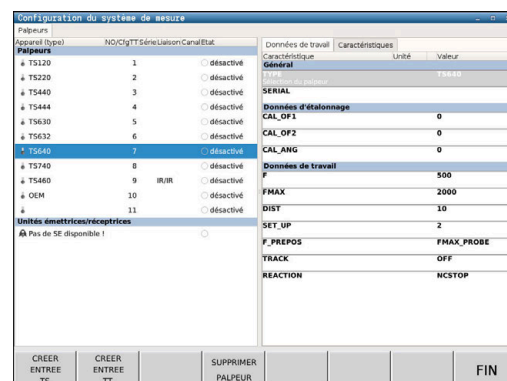 Configuration du système de mesure
Palpeurs
Appareil (type) NO/CfgTTSérieLiaison Canal Etat
Palpeurs
TS120 1 désactivé
TS220 2 désactivé
TS440 3 désactivé
TS444 4 désactivé
TS630 5 désactivé
TS632 6 désactivé
TS640 7 désactivé
TS740 8 désactivé
TS460 9 IR/IR désactivé
OEM 10 désactivé
11 désactivé
Unités émettrices/réceptrices
Pas de SE disponible !
Données de travail Caractéristiques
Caractéristique Unité Valeur
Général
TYPE TS640
Sélection du palpeur
SERIAL
Données d'étalonnage
CAL_OF1 0
CAL_OF2 0
CAL_ANG 0
Données de travail
F 500
FMAX 2000
DIST 10
SET_UP 2
F_PREPOS FMAX_PROBE
TRACK OFF
REACTION NCSTOP
CREER ENTREE TS
CREER ENTREE TT
SUPPRIMER PALPEUR
FIN